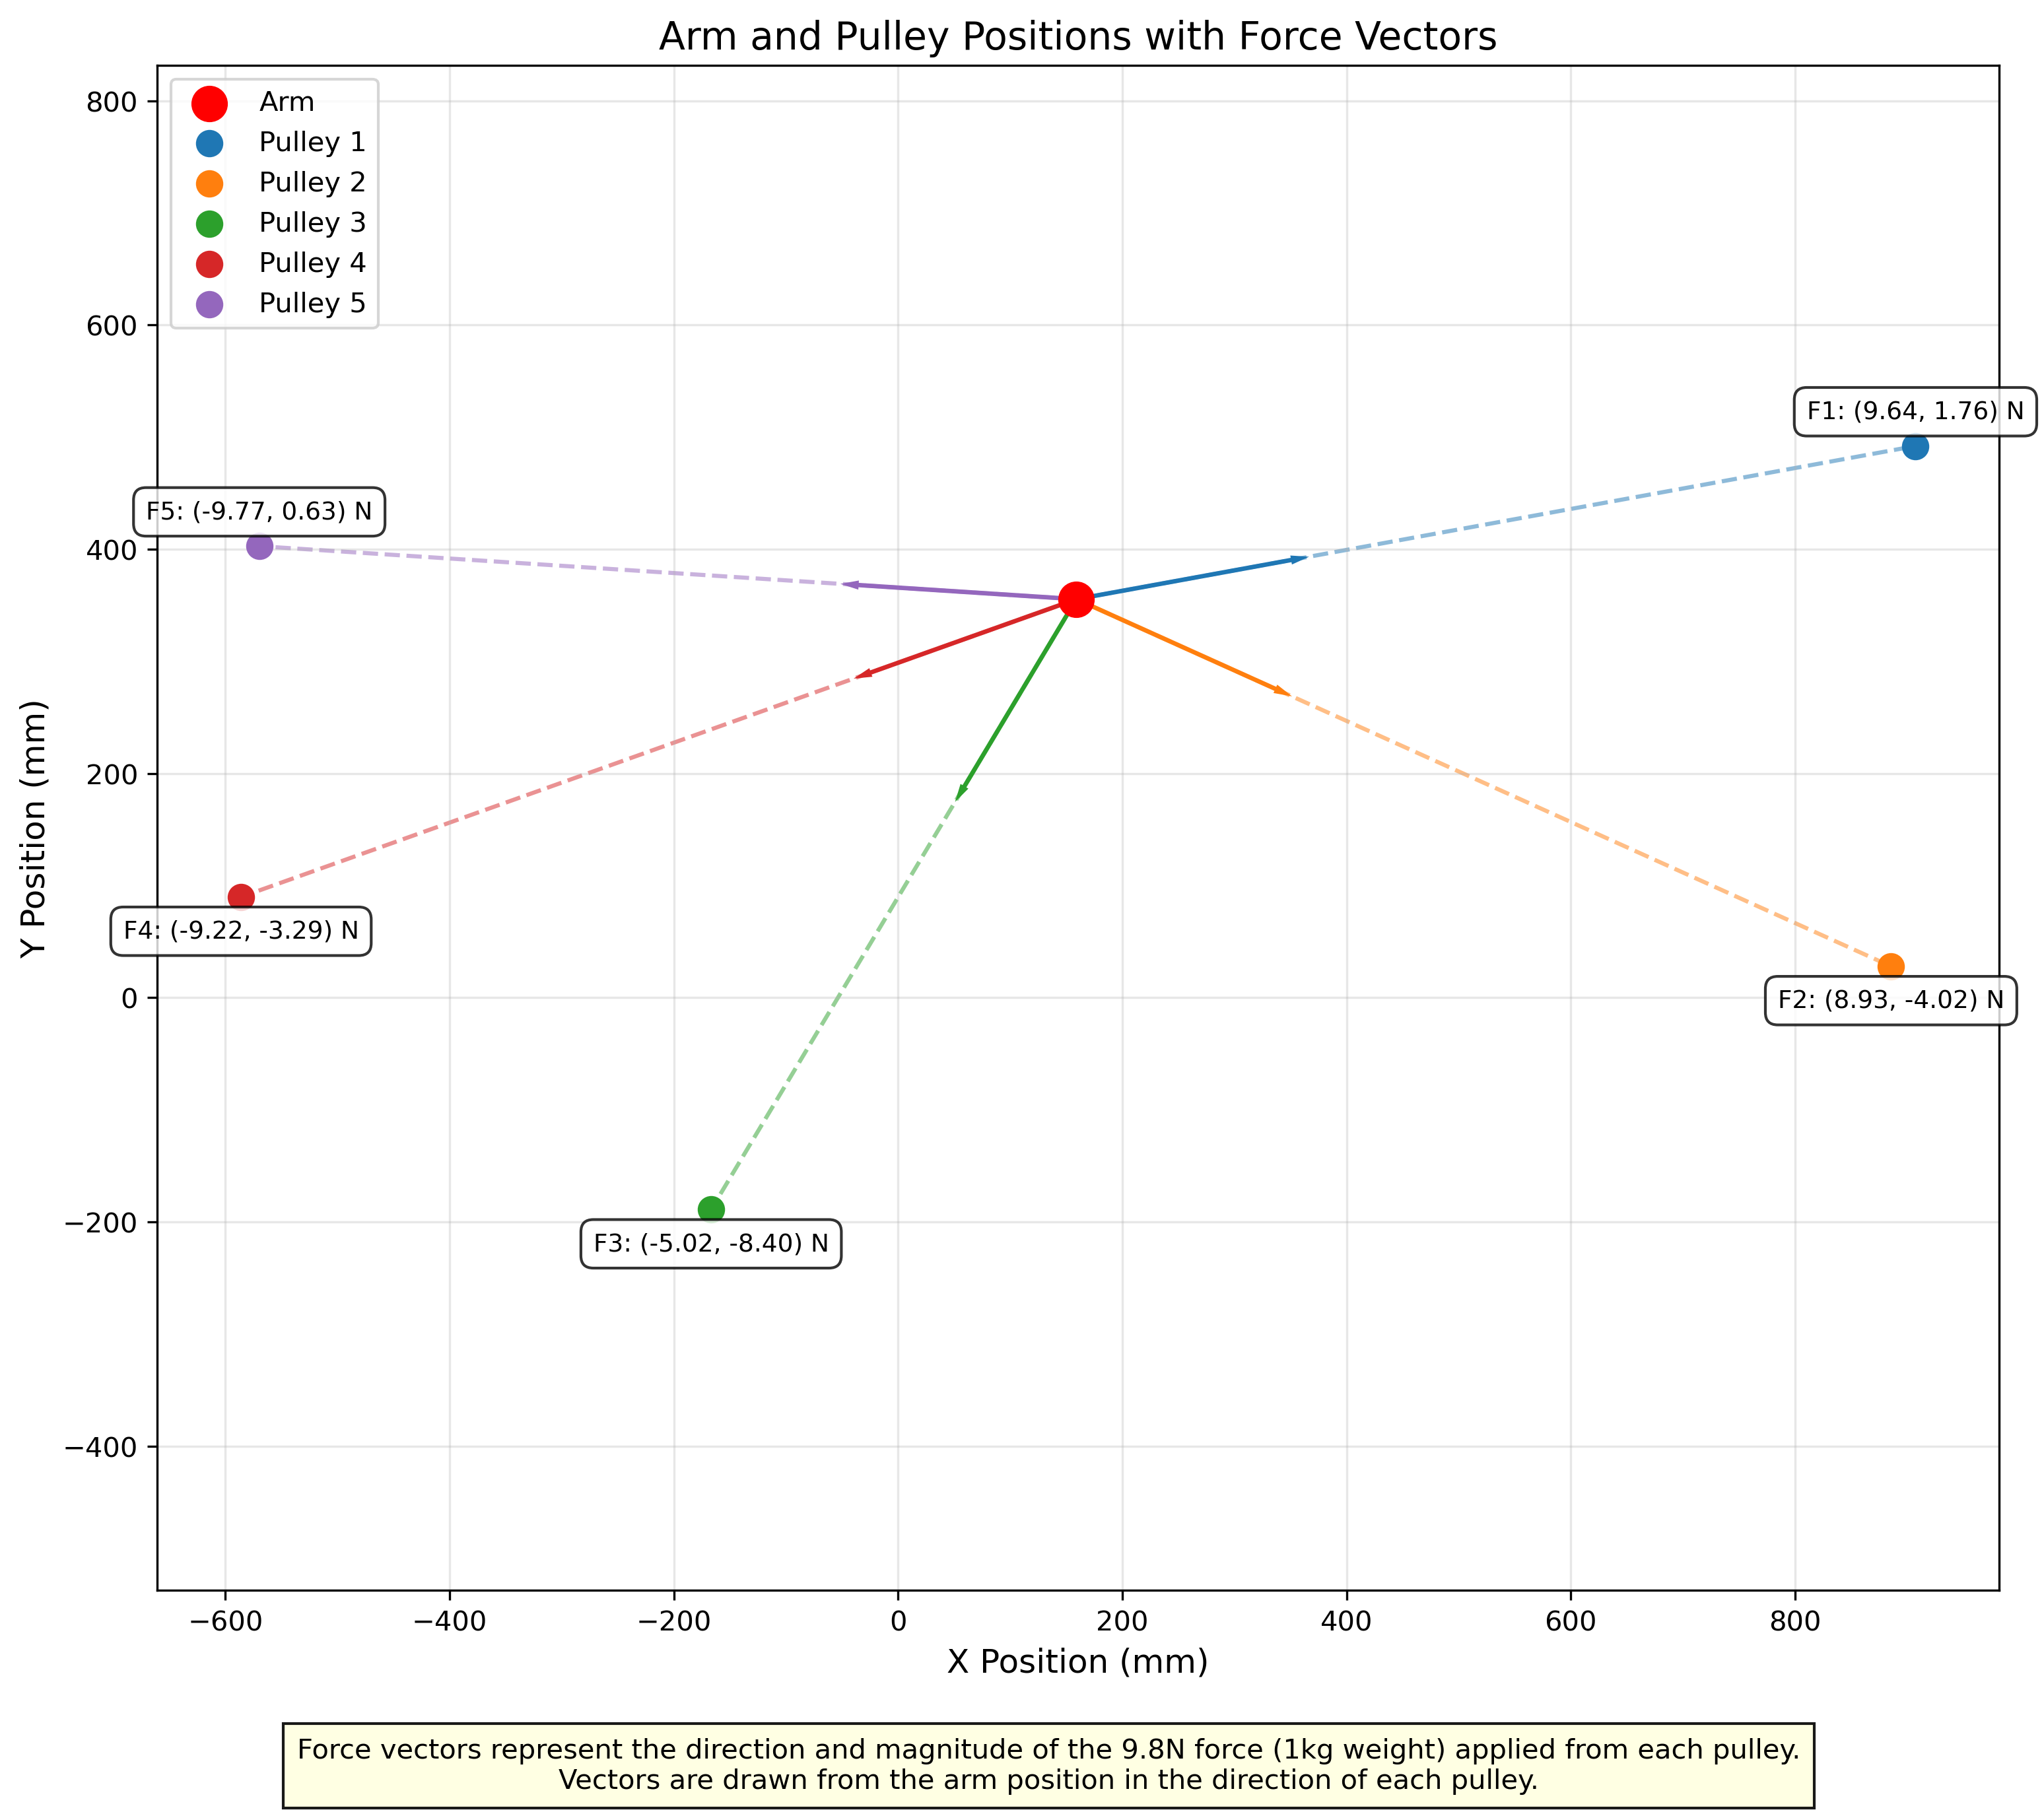 Arm and Pulley Positions with Force Vectors
Arm
Pulley 1
Pulley 2
Pulley 3
Pulley 4
Pulley 5
800
600
400
200
0
−200
−400
Y Position (mm)
F1: (9.64, 1.76) N
F5: (-9.77, 0.63) N
F4: (-9.22, -3.29) N
F2: (8.93, -4.02) N
F3: (-5.02, -8.40) N
−600
−400
−200
0
200
400
600
800
X Position (mm)
Force vectors represent the direction and magnitude of the 9.8N force (1kg weight) applied from each pulley.
Vectors are drawn from the arm position in the direction of each pulley.